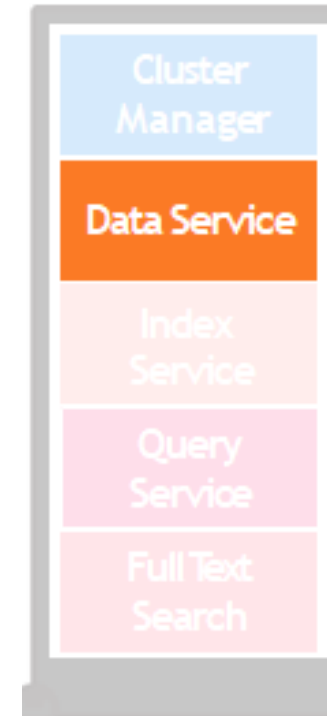 Cluster
Manager
Data Service
Index
Service
Query
Service
Full Text
Search